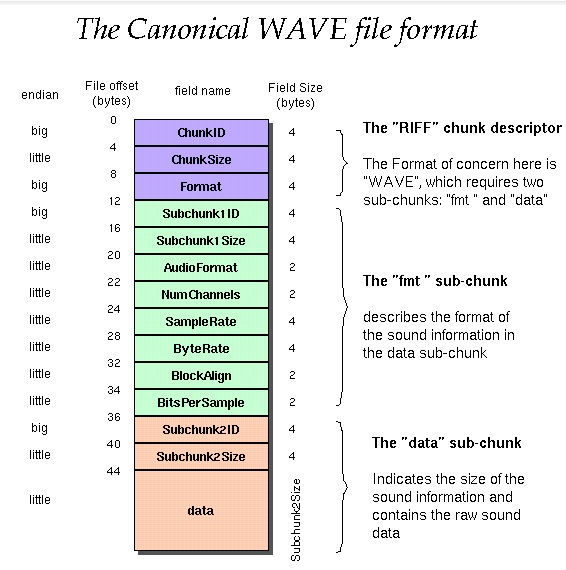 The Canonical WAVE file format
endian
File offset
(bytes)
field name
Field Size
(bytes)
0
big
ChunkID
4
4
little
ChunkSize
4
8
big
Format
4
12
The "RIFF" chunk descriptor
The Format of concern here is
"WAVE", which requires two
sub-chunks: "fmt " and "data"
big
Subchunk1ID
4
16
little
Subchunk1Size
4
20
little
AudioFormat
2
22
little
NumChannels
2
24
little
SampleRate
4
28
little
ByteRate
4
32
little
BlockAlign
2
34
little
BitsPerSample
2
36
The "fmt " sub-chunk
describes the format of
the sound information in
the data sub-chunk
big
Subchunk2ID
4
40
little
Subchunk2Size
4
44
little
data
Subchunk2Size
The "data" sub-chunk
Indicates the size of the
sound information and
contains the raw sound
data